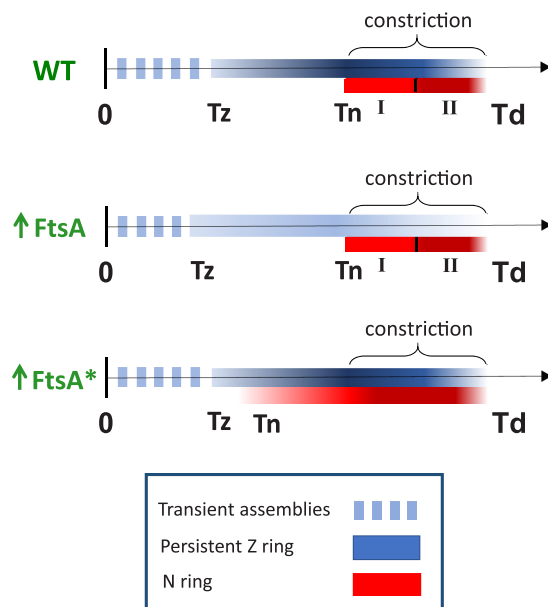 constriction
WT
0 Tz Tn I II Td
constriction
↑ FtsA
0 Tz Tn I II Td
constriction
↑ FtsA*
0 Tz Tn Td
Transient assemblies
Persistent Z ring
N ring